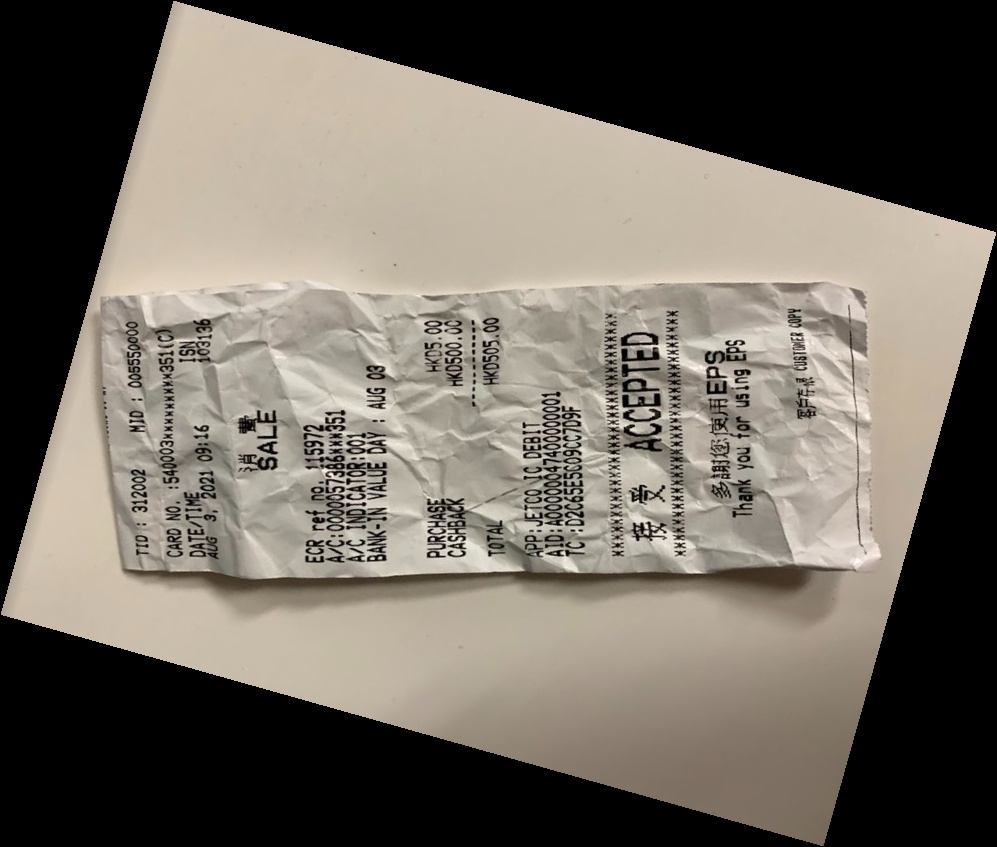 TID : 312002 MID : 005550000
CARD NO. :540003*********351(C)
DATE/TIME ISN
AUG 3, 2021 09:16 103136
消 費
SALE
ECR ref no. 115972
A/C:0000057386***351
A/C INDICATOR:001
BANK-IN VALUE DAY : AUG 03
PURCHASE HKD5.00
CASHBACK HKD500.00
--------------
TOTAL HKD505.00
APP:JETCO IC DEBIT
AID:A00000047400000001
TC :D2C65E5C09CC7D9F
********************************
接 受 ACCEPTED
********************************
多謝您使用EPS
Thank you for using EPS
客戶存根 CUSTOMER COPY